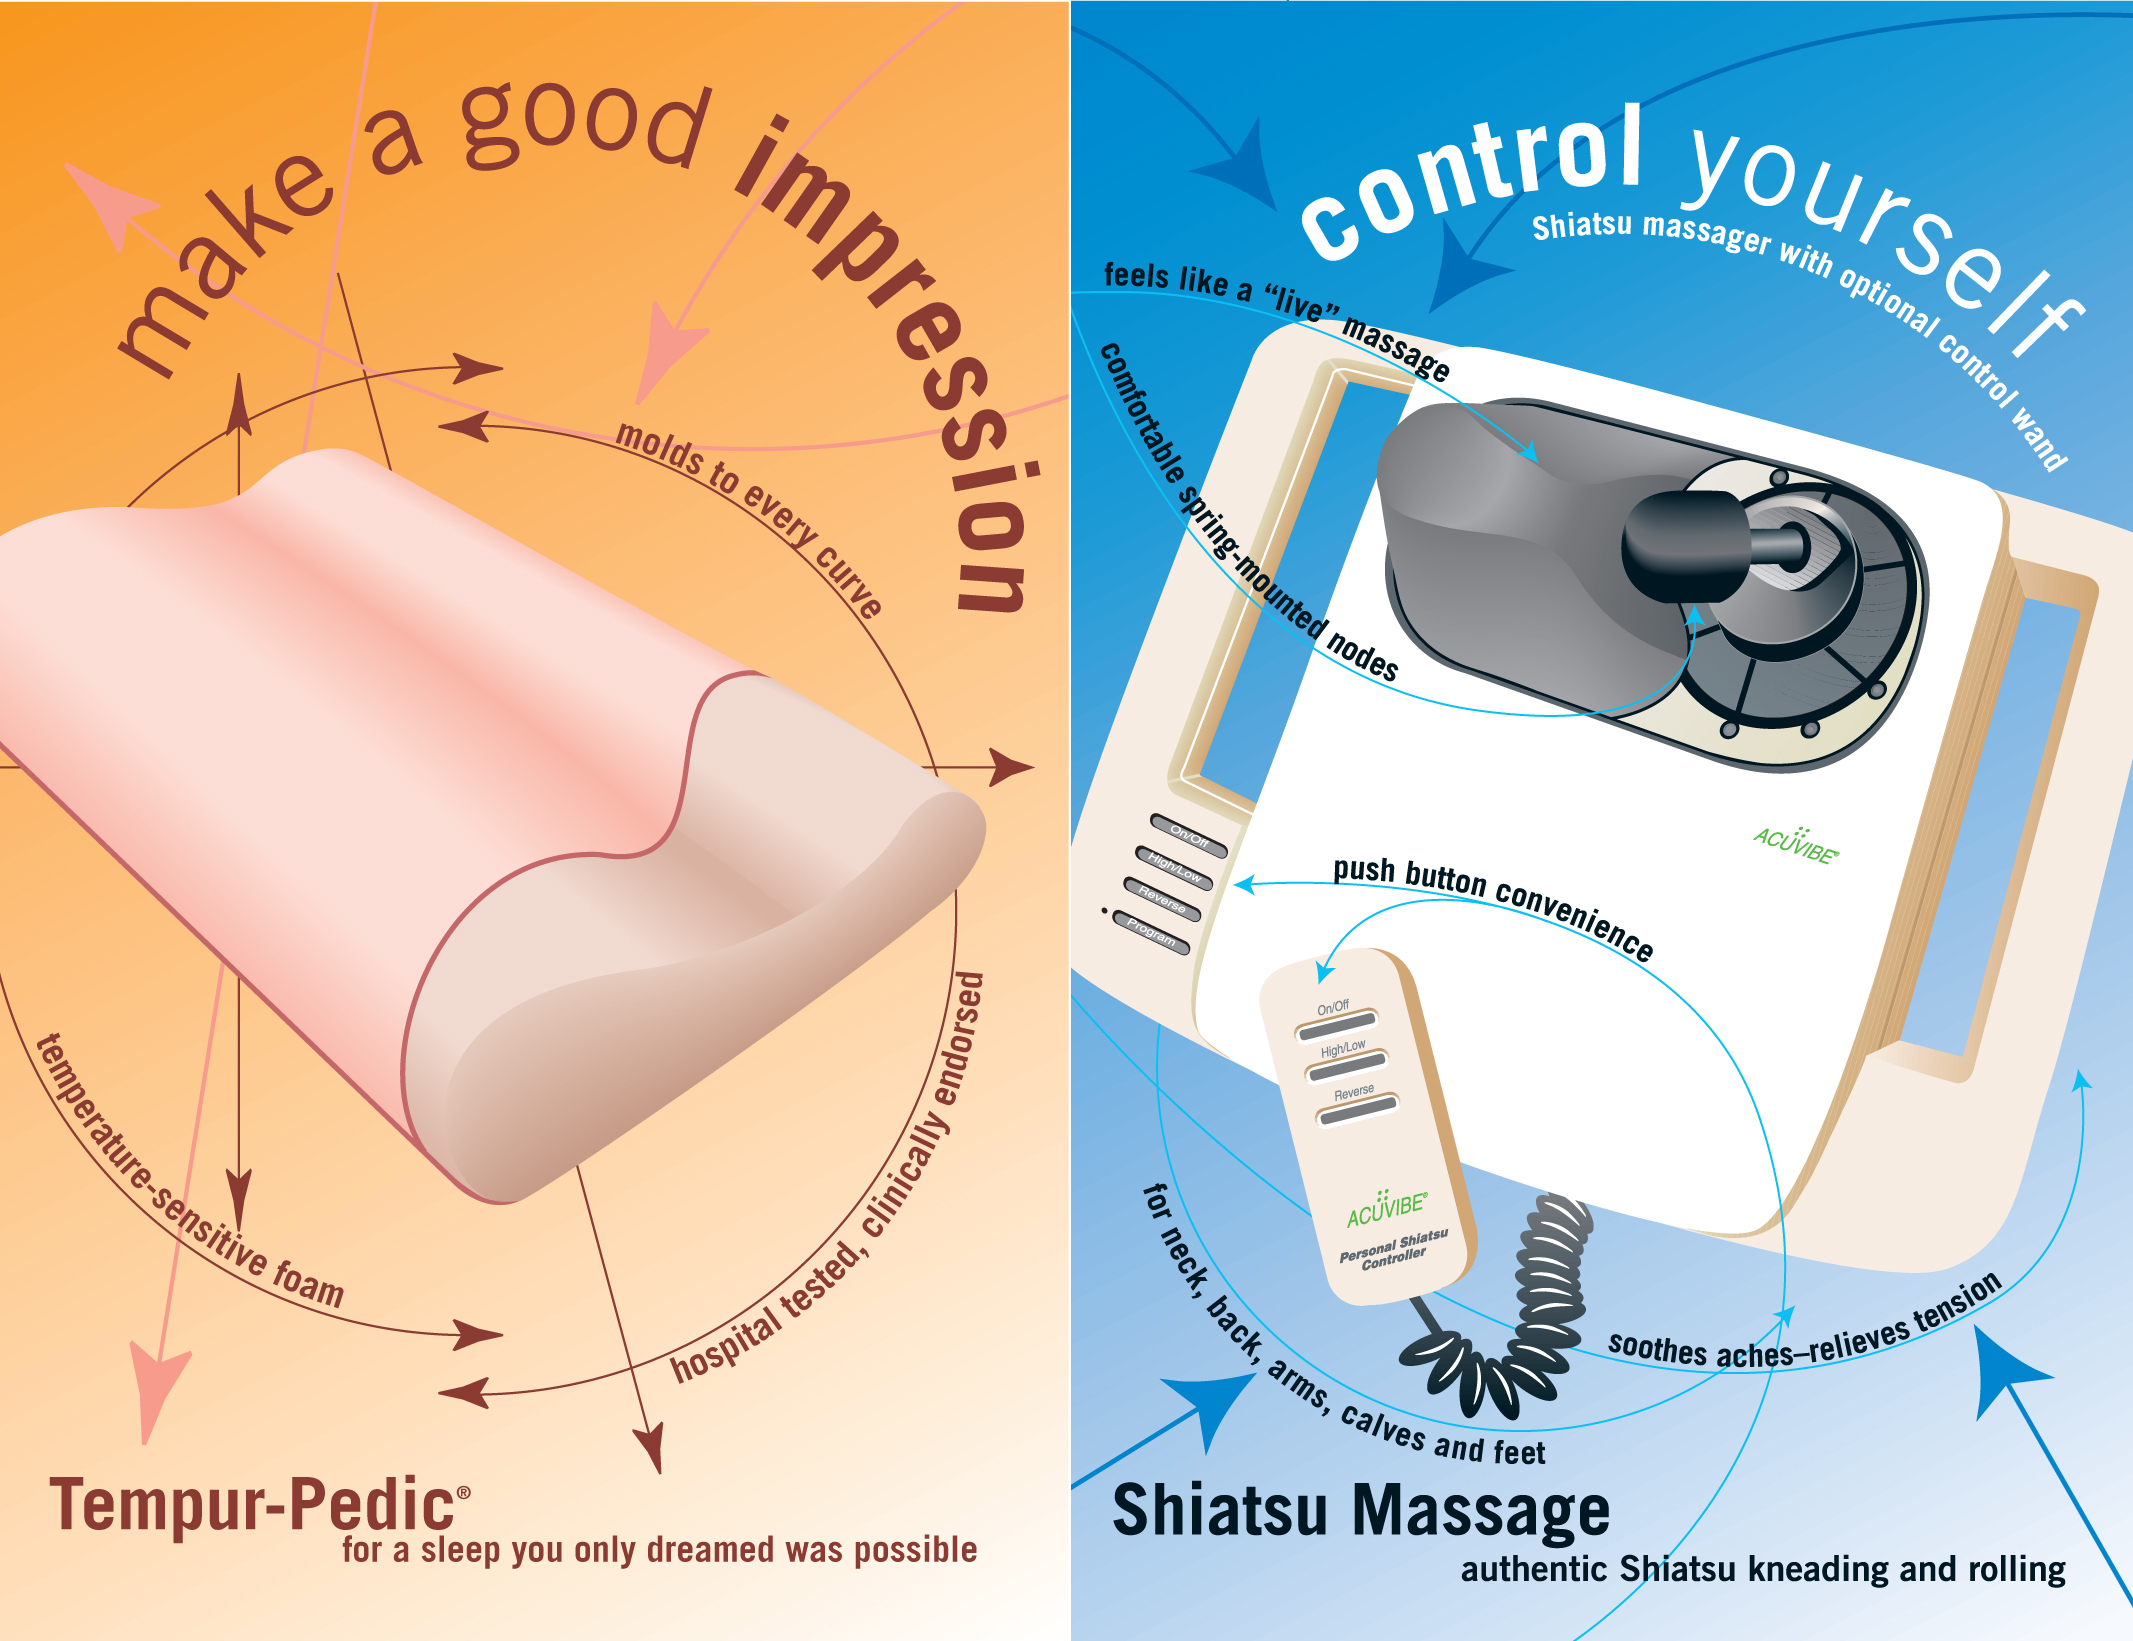 make a good impression
molds to every curve
temperature-sensitive foam
hospital tested, clinically endorsed
Tempur-Pedic®
for a sleep you only dreamed was possible
control yourself
Shiatsu massager with optional control wand
feels like a “live” massage
comfortable spring-mounted nodes
On/Off
High/Low
Reverse
Program
ACUVIBE®
push button convenience
On/Off
High/Low
Reverse
ACUVIBE®
Personal Shiatsu
Controller
for neck, back, arms, calves and feet
soothes aches–relieves tension
Shiatsu Massage
authentic Shiatsu kneading and rolling